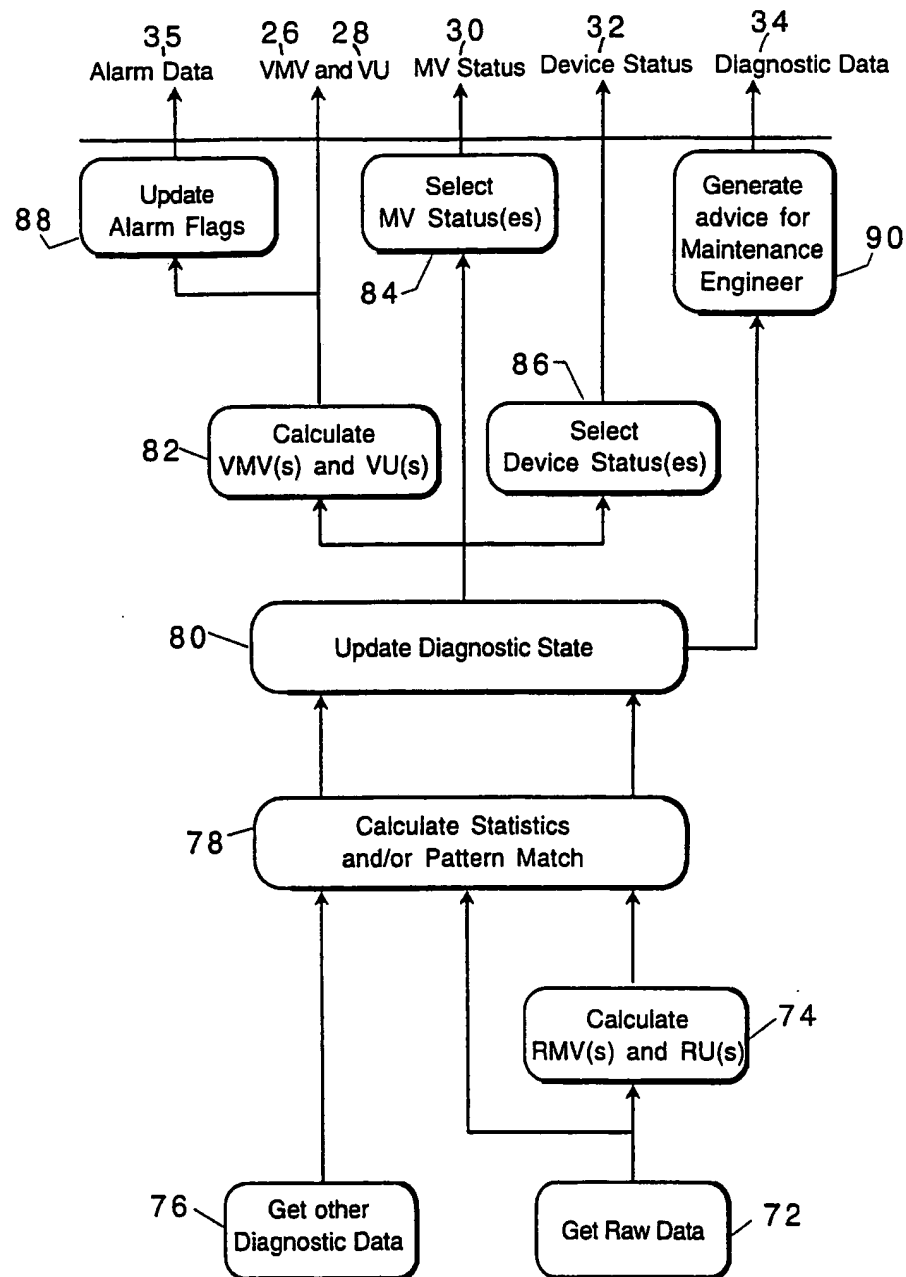 35 26 28 30 32 34
Alarm Data VMV and VU MV Status Device Status Diagnostic Data
Update
Alarm Flags
88
Select
MV Status(es)
84
Generate
advice for
Maintenance
Engineer
90
86
Calculate
VMV(s) and VU(s)
82
Select
Device Status(es)
80
Update Diagnostic State
78
Calculate Statistics
and/or Pattern Match
Calculate
RMV(s) and RU(s)
74
76
Get other
Diagnostic Data
Get Raw Data
72